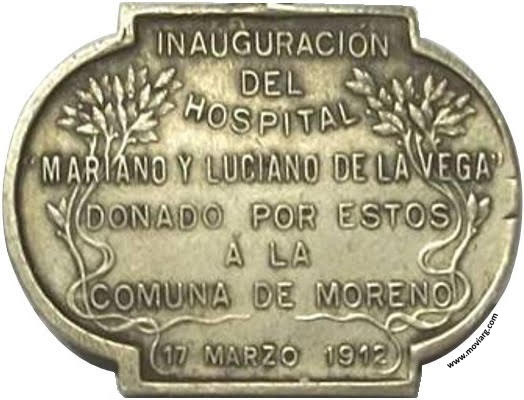 INAUGURACIÓN
DEL
HOSPITAL
"MARIANO Y LUCIANO DE LA VEGA"
DONADO POR ESTOS
Á LA
COMUNA DE MORENO
17 MARZO 1912
www.moviarg.com